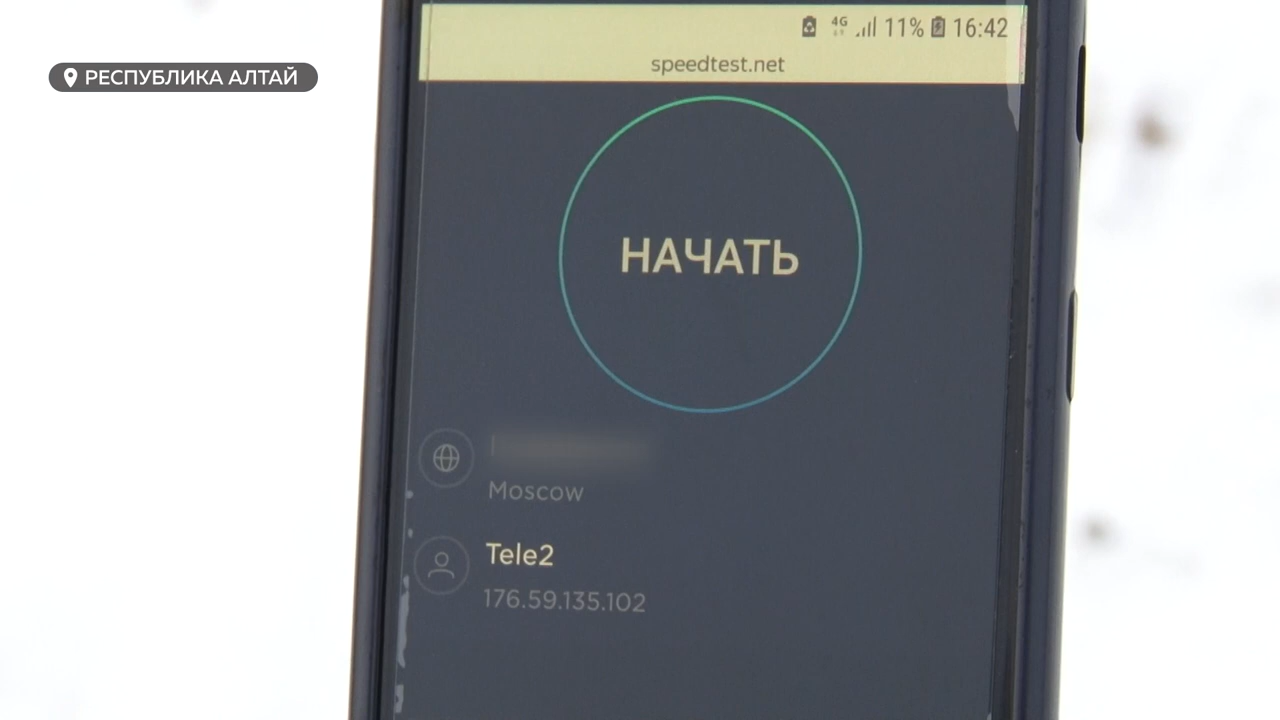 РЕСПУБЛИКА АЛТАЙ
4G 11% 16:42
speedtest.net
НАЧАТЬ
Moscow
Tele2
176.59.135.102